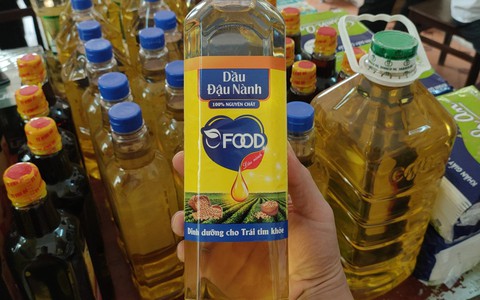 Dầu
Đậu Nành
100% NGUYÊN CHẤT
FOOD
Dinh dưỡng cho Trái tim khỏe